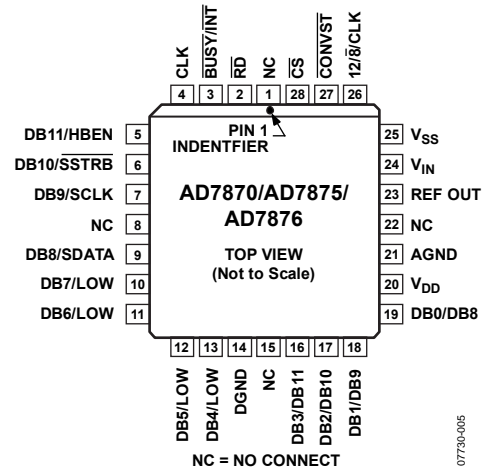 CLK
BUSY/INT
RD
NC
CS
CONVST
12/8/CLK
4 3 2 1 28 27 26
PIN 1
INDENTFIER
DB11/HBEN 5
DB10/SSTRB 6
DB9/SCLK 7
NC 8
DB8/SDATA 9
DB7/LOW 10
DB6/LOW 11
AD7870/AD7875/
AD7876
TOP VIEW
(Not to Scale)
25 VSS
24 VIN
23 REF OUT
22 NC
21 AGND
20 VDD
19 DB0/DB8
12 13 14 15 16 17 18
DB5/LOW
DB4/LOW
DGND
NC
DB3/DB11
DB2/DB10
DB1/DB9
NC = NO CONNECT
07730-005